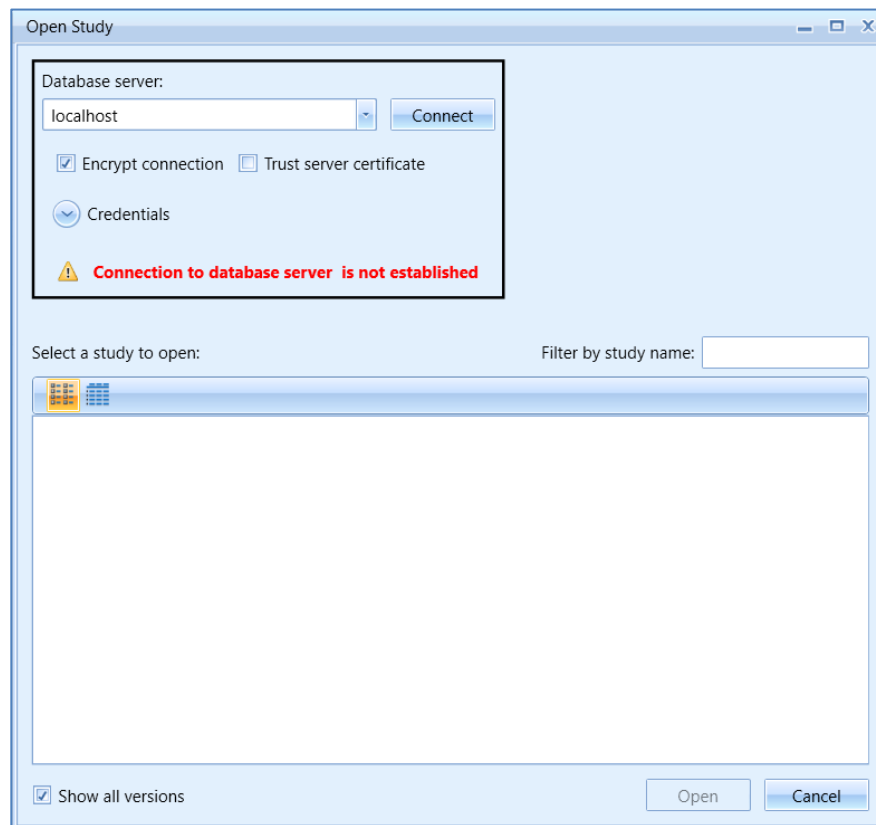 Open Study
Database server:
localhost
Connect
Encrypt connection
Trust server certificate
Credentials
Connection to database server  is not established
Select a study to open:
Filter by study name:
Show all versions
Open
Cancel